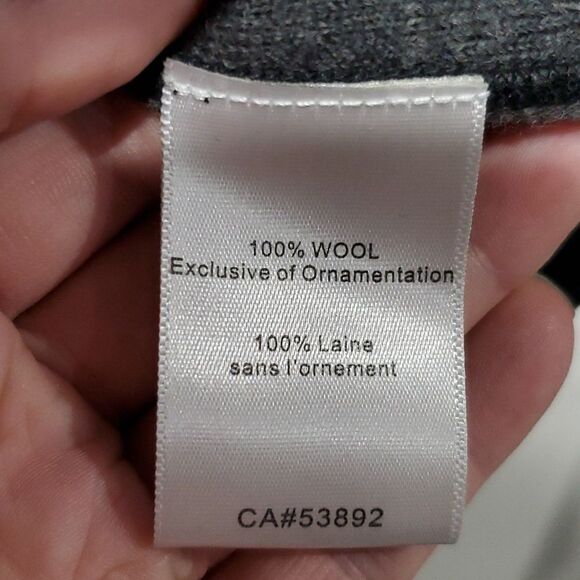 100% WOOL
Exclusive of Ornamentation
100% Laine
sans l'ornement
CA#53892